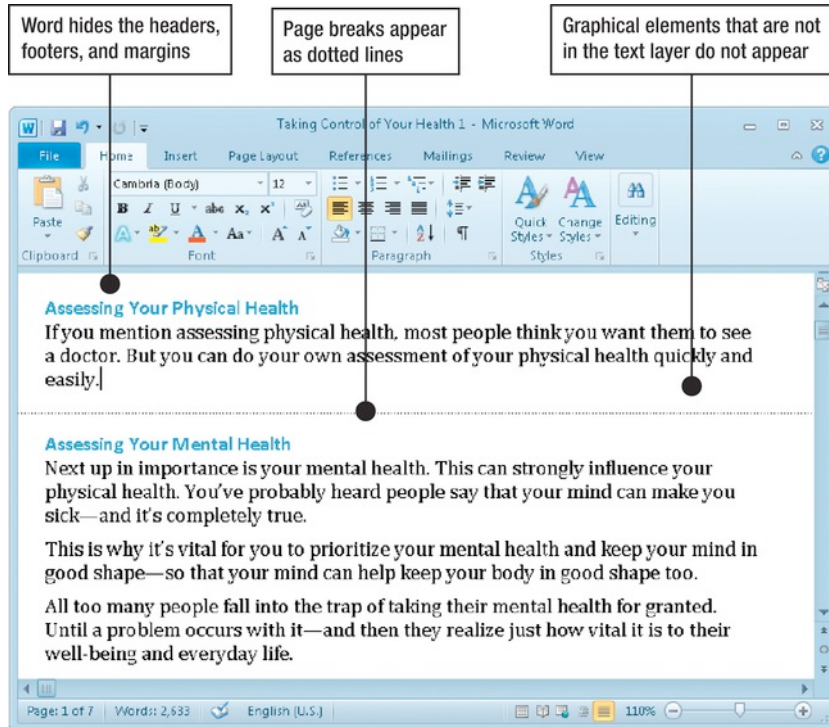 Word hides the headers,
footers, and margins
Page breaks appear
as dotted lines
Graphical elements that are not
in the text layer do not appear
Taking Control of Your Health 1 - Microsoft Word
File Home Insert Page Layout References Mailings Review View
Cambria (Body) 12
Paste
B I U abc x₂ x²
A ab A Aa A A
Quick Styles
Change Styles
Editing
Clipboard Font Paragraph Styles
Assessing Your Physical Health
If you mention assessing physical health, most people think you want them to see
a doctor. But you can do your own assessment of your physical health quickly and
easily.
Assessing Your Mental Health
Next up in importance is your mental health. This can strongly influence your
physical health. You've probably heard people say that your mind can make you
sick—and it's completely true.
This is why it's vital for you to prioritize your mental health and keep your mind in
good shape—so that your mind can help keep your body in good shape too.
All too many people fall into the trap of taking their mental health for granted.
Until a problem occurs with it—and then they realize just how vital it is to their
well-being and everyday life.
Page: 1 of 7 Words: 2,633 English (U.S.) 110%